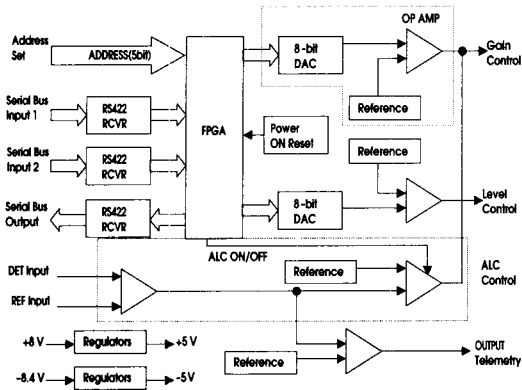 OP AMP
Address
Set
ADDRESS(5bit)
8-bit
DAC
Gain
Control
Serial Bus
Input 1
RS422
RCVR
FPGA
Reference
Power
ON Reset
Serial Bus
Input 2
RS422
RCVR
Reference
Serial Bus
Output
RS422
RCVR
8-bit
DAC
Level
Control
ALC ON/OFF
DET Input
REF Input
Reference
ALC
Control
+8 V
Regulators
+5 V
Reference
OUTPUT
Telemetry
-8.4 V
Regulators
-5 V